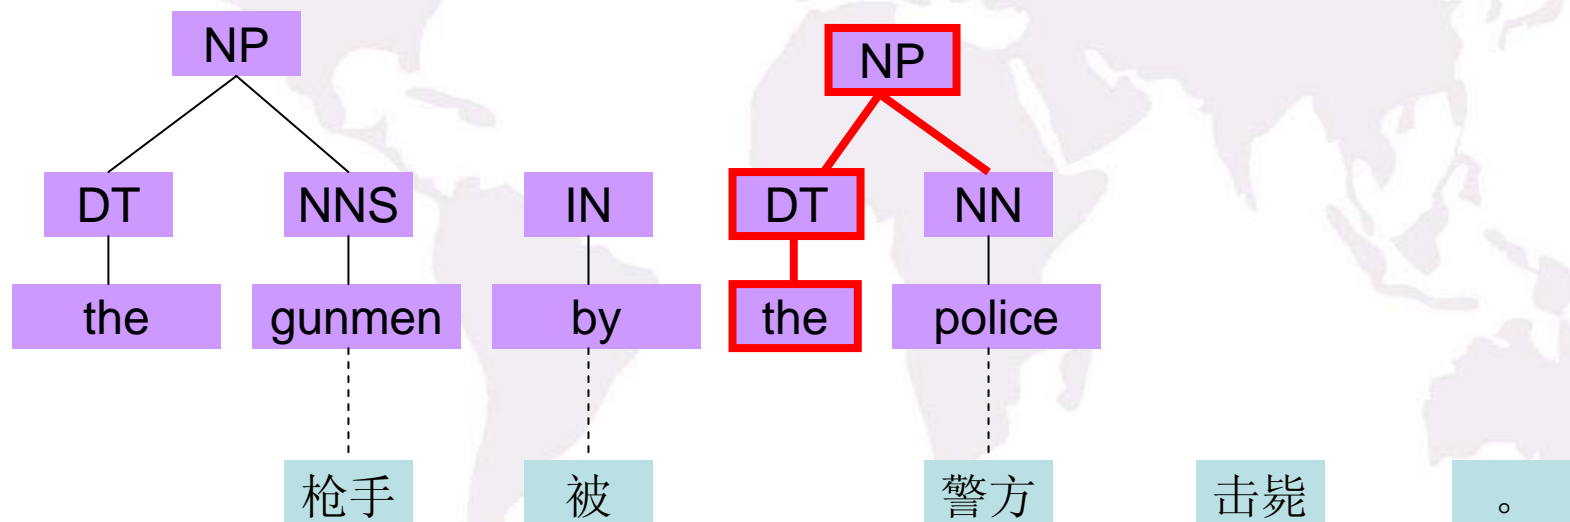 NP NP
DT NNS IN DT NN
the gunmen by the police
枪手 被 警方 击毙 。